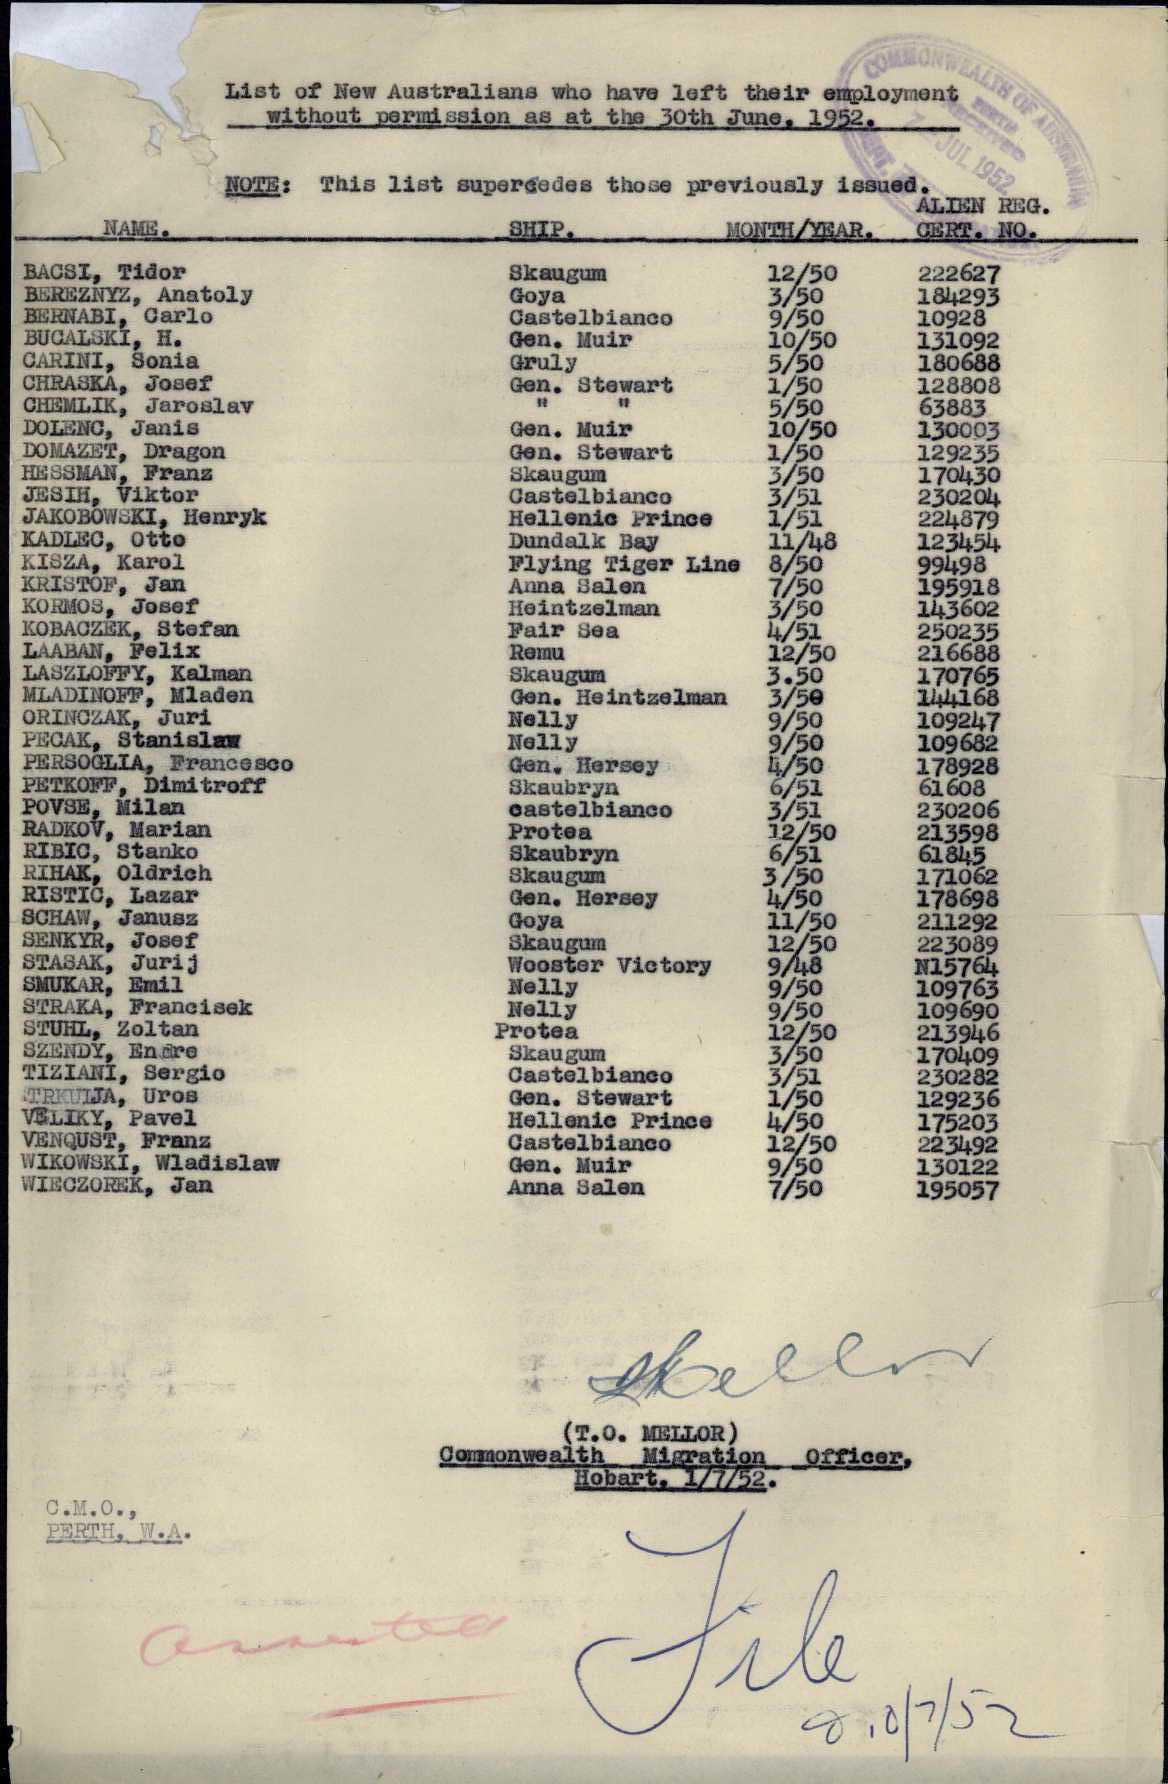 COMMONWEALTH OF AUSTRALIA
PERTH
RECEIVED
7 - JUL 1952
List of New Australians who have left their employment
without permission as at the 30th June, 1952.
NOTE: This list supercedes those previously issued.
ALIEN REG.
NAME. SHIP. MONTH/YEAR. CERT. NO.
BACSI, Tidor Skaugum 12/50 222627
BEREZNYZ, Anatoly Goya 3/50 184293
BERNABI, Carlo Castelbianco 9/50 10928
BUCALSKI, H. Gen. Muir 10/50 131092
CARINI, Sonia Gruly 5/50 180688
CHRASKA, Josef Gen. Stewart 1/50 128808
CHEMLIK, Jaroslav " " 5/50 63883
DOLENC, Janis Gen. Muir 10/50 130003
DOMAZET, Dragon Gen. Stewart 1/50 129235
HESSMAN, Franz Skaugum 3/50 170430
JESIH, Viktor Castelbianco 3/51 230204
JAKOBOWSKI, Henryk Hellenic Prince 1/51 224879
KADLEC, Otto Dundalk Bay 11/48 123454
KISZA, Karol Flying Tiger Line 8/50 99498
KRISTOF, Jan Anna Salen 7/50 195918
KORMOS, Josef Heintzelman 3/50 143602
KOBACZEK, Stefan Fair Sea 4/51 250235
LAABAN, Felix Remu 12/50 216688
LASZLOFFY, Kalman Skaugum 3.50 170765
MLADINOFF, Mladen Gen. Heintzelman 3/50 144168
ORINCZAK, Juri Nelly 9/50 109247
PECAK, Stanislaw Nelly 9/50 109682
PERSOGLIA, Francesco Gen. Hersey 4/50 178928
PETKOFF, Dimitroff Skaubryn 6/51 61608
POVSE, Milan castelbianco 3/51 230206
RADKOV, Marian Protea 12/50 213598
RIBIC, Stanko Skaubryn 6/51 61845
RIHAK, Oldrich Skaugum 3/50 171062
RISTIC, Lazar Gen. Hersey 4/50 178698
SCHAW, Janusz Goya 11/50 211292
SENKYR, Josef Skaugum 12/50 223089
STASAK, Jurij Wooster Victory 9/48 N15764
SMUKAR, Emil Nelly 9/50 109763
STRAKA, Francisek Nelly 9/50 109690
STUHL, Zoltan Protea 12/50 213946
SZENDY, Endre Skaugum 3/50 170409
TIZIANI, Sergio Castelbianco 3/51 230282
TRKULJA, Uros Gen. Stewart 1/50 129236
VELIKY, Pavel Hellenic Prince 4/50 175203
VENQUST, Franz Castelbianco 12/50 223492
WIKOWSKI, Wladislaw Gen. Muir 9/50 130122
WIECZOREK, Jan Anna Salen 7/50 195057
(T.O. MELLOR)
Commonwealth Migration Officer,
Hobart, 1/7/52.
C.M.O.,
PERTH, W.A.
File
10/7/52